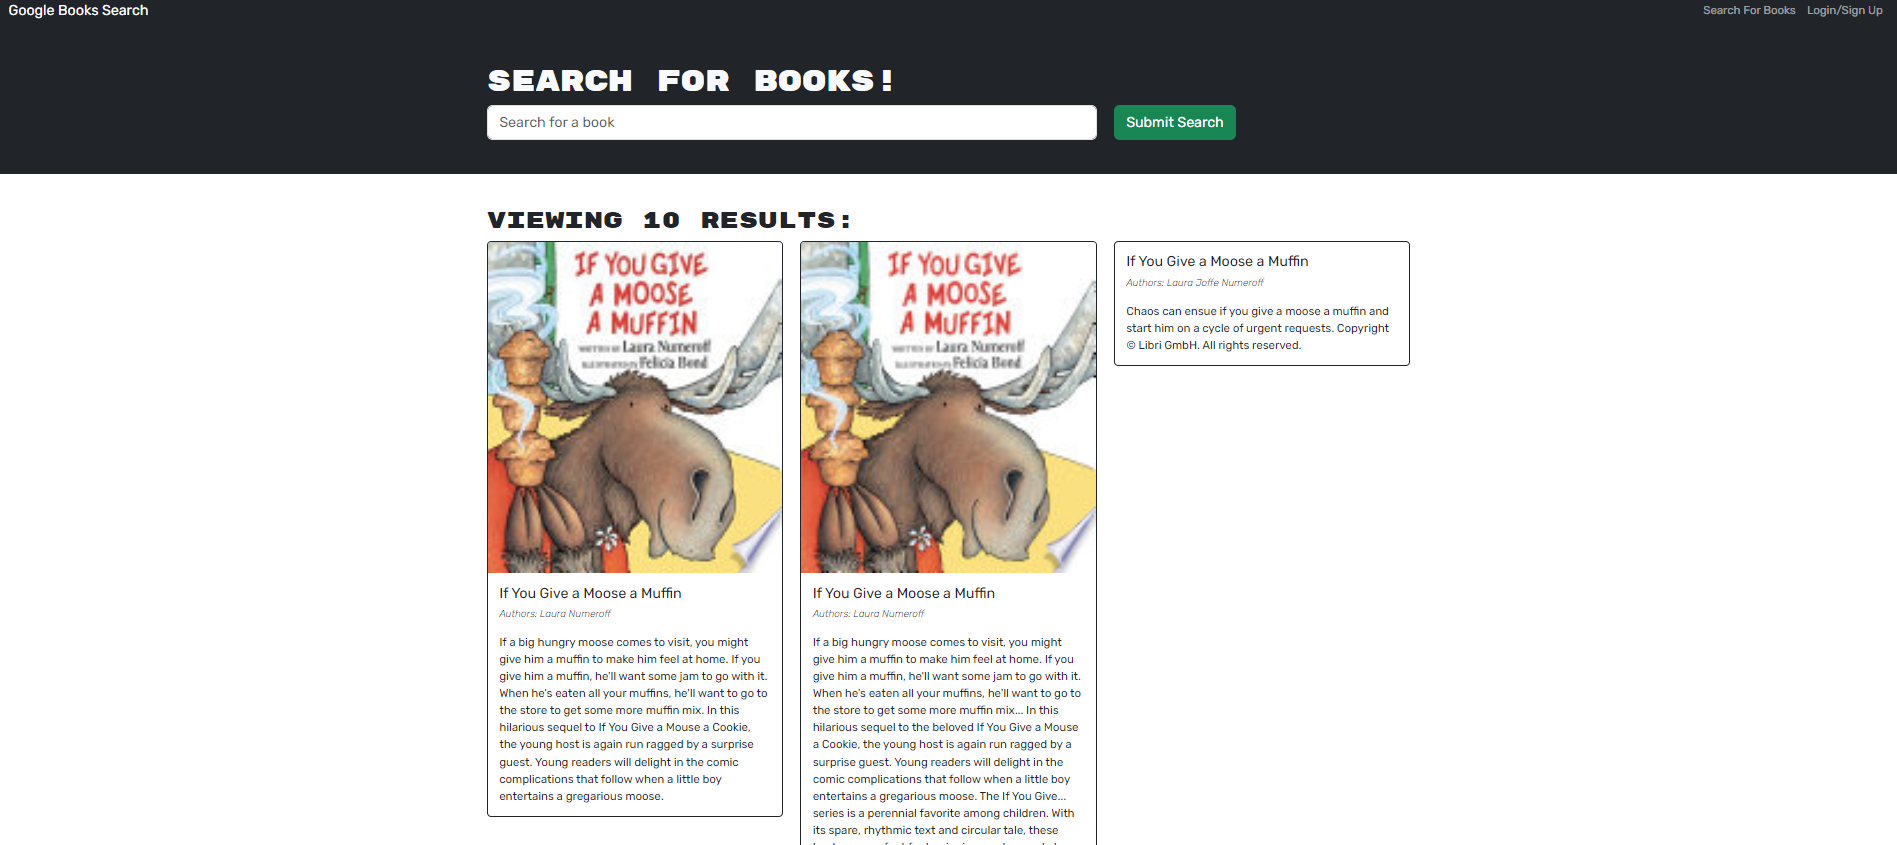 Google Books Search
Search For Books
Login/Sign Up
SEARCH FOR BOOKS!
Search for a book
Submit Search
VIEWING 10 RESULTS:
IF YOU GIVE
A MOOSE
A MUFFIN
WRITTEN BY Laura Numeroff
ILLUSTRATED BY Felicia Bond
If You Give a Moose a Muffin
Authors: Laura Numeroff
If a big hungry moose comes to visit, you might
give him a muffin to make him feel at home. If you
give him a muffin, he'll want some jam to go with it.
When he's eaten all your muffins, he'll want to go to
the store to get some more muffin mix. In this
hilarious sequel to If You Give a Mouse a Cookie,
the young host is again run ragged by a surprise
guest. Young readers will delight in the comic
complications that follow when a little boy
entertains a gregarious moose.
IF YOU GIVE
A MOOSE
A MUFFIN
WRITTEN BY Laura Numeroff
ILLUSTRATED BY Felicia Bond
If You Give a Moose a Muffin
Authors: Laura Numeroff
If a big hungry moose comes to visit, you might
give him a muffin to make him feel at home. If you
give him a muffin, he'll want some jam to go with it.
When he's eaten all your muffins, he'll want to go to
the store to get some more muffin mix... In this
hilarious sequel to the beloved If You Give a Mouse
a Cookie, the young host is again run ragged by a
surprise guest. Young readers will delight in the
comic complications that follow when a little boy
entertains a gregarious moose. The If You Give...
series is a perennial favorite among children. With
its spare, rhythmic text and circular tale, these
If You Give a Moose a Muffin
Authors: Laura Joffe Numeroff
Chaos can ensue if you give a moose a muffin and
start him on a cycle of urgent requests. Copyright
© Libri GmbH. All rights reserved.